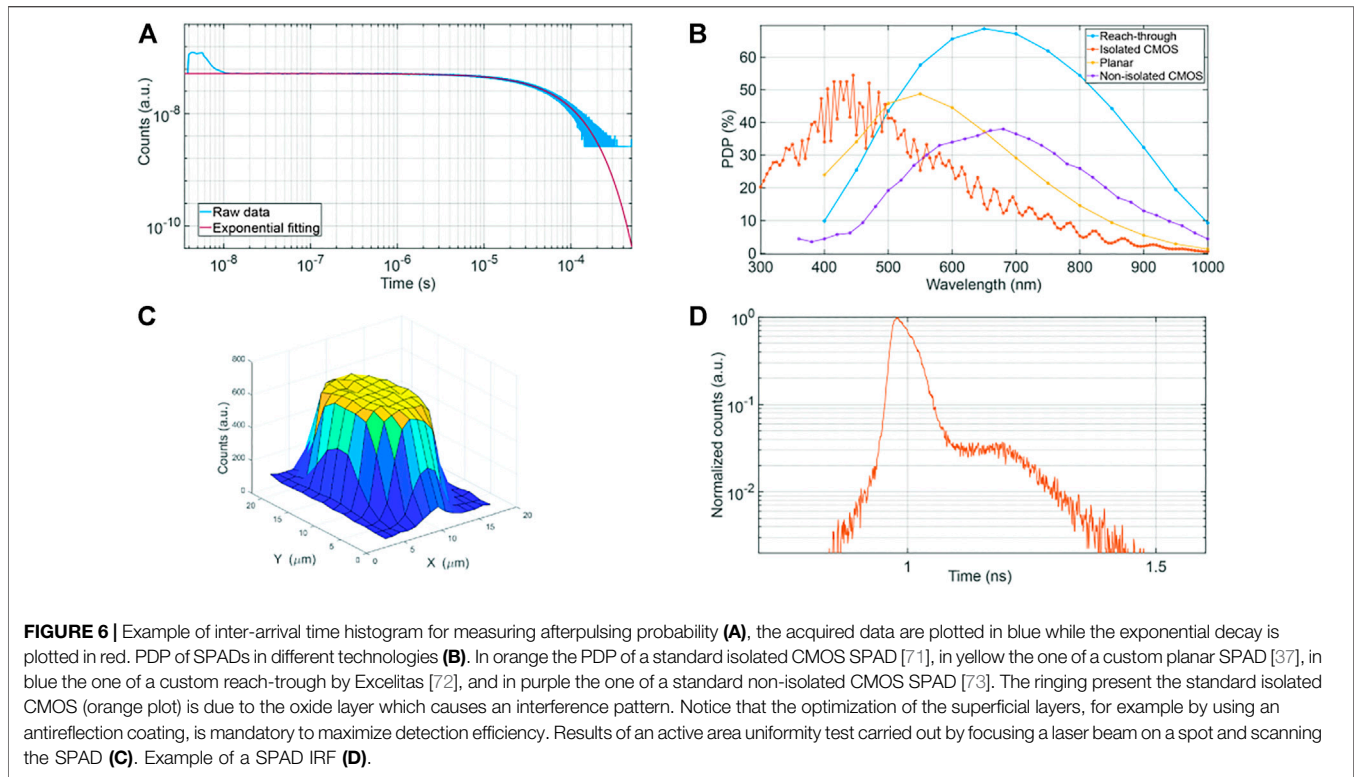 A
Counts (a.u.)
10-8
10-10
Raw data
Exponential fitting
10-8
10-7
10-6
10-5
10-4
Time (s)
B
PDP (%)
60
50
40
30
20
10
0
Reach-through
Isolated CMOS
Planar
Non-isolated CMOS
300
400
500
600
700
800
900
1000
Wavelength (nm)
C
Counts (a.u.)
800
600
400
200
0
20
15
10
5
0
Y (μm)
0
5
10
15
20
X (μm)
D
Normalized counts (a.u.)
100
10-1
10-2
1
1.5
Time (ns)
FIGURE 6 | Example of inter-arrival time histogram for measuring afterpulsing probability (A), the acquired data are plotted in blue while the exponential decay is
plotted in red. PDP of SPADs in different technologies (B). In orange the PDP of a standard isolated CMOS SPAD [71], in yellow the one of a custom planar SPAD [37], in
blue the one of a custom reach-trough by Excelitas [72], and in purple the one of a standard non-isolated CMOS SPAD [73]. The ringing present the standard isolated
CMOS (orange plot) is due to the oxide layer which causes an interference pattern. Notice that the optimization of the superficial layers, for example by using an
antireflection coating, is mandatory to maximize detection efficiency. Results of an active area uniformity test carried out by focusing a laser beam on a spot and scanning
the SPAD (C). Example of a SPAD IRF (D).